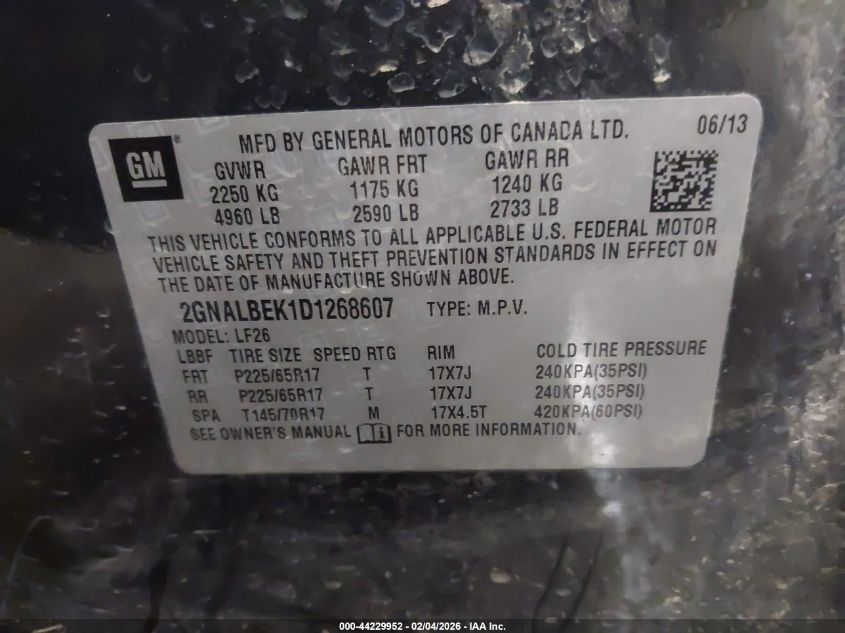 GM ® MFD BY GENERAL MOTORS OF CANADA LTD. 06/13
GVWR GAWR FRT GAWR RR
2250 KG 1175 KG 1240 KG
4960 LB 2590 LB 2733 LB
THIS VEHICLE CONFORMS TO ALL APPLICABLE U.S. FEDERAL MOTOR
VEHICLE SAFETY AND THEFT PREVENTION STANDARDS IN EFFECT ON
THE DATE OF MANUFACTURE SHOWN ABOVE.
2GNALBEK1D1268607 TYPE: M.P.V.
MODEL: LF26
LBBF TIRE SIZE SPEED RTG RIM COLD TIRE PRESSURE
FRT P225/65R17 T 17X7J 240KPA(35PSI)
RR P225/65R17 T 17X7J 240KPA(35PSI)
SPA T145/70R17 M 17X4.5T 420KPA(60PSI)
SEE OWNER'S MANUAL FOR MORE INFORMATION.
000-44229952 - 02/04/2026 - IAA Inc.